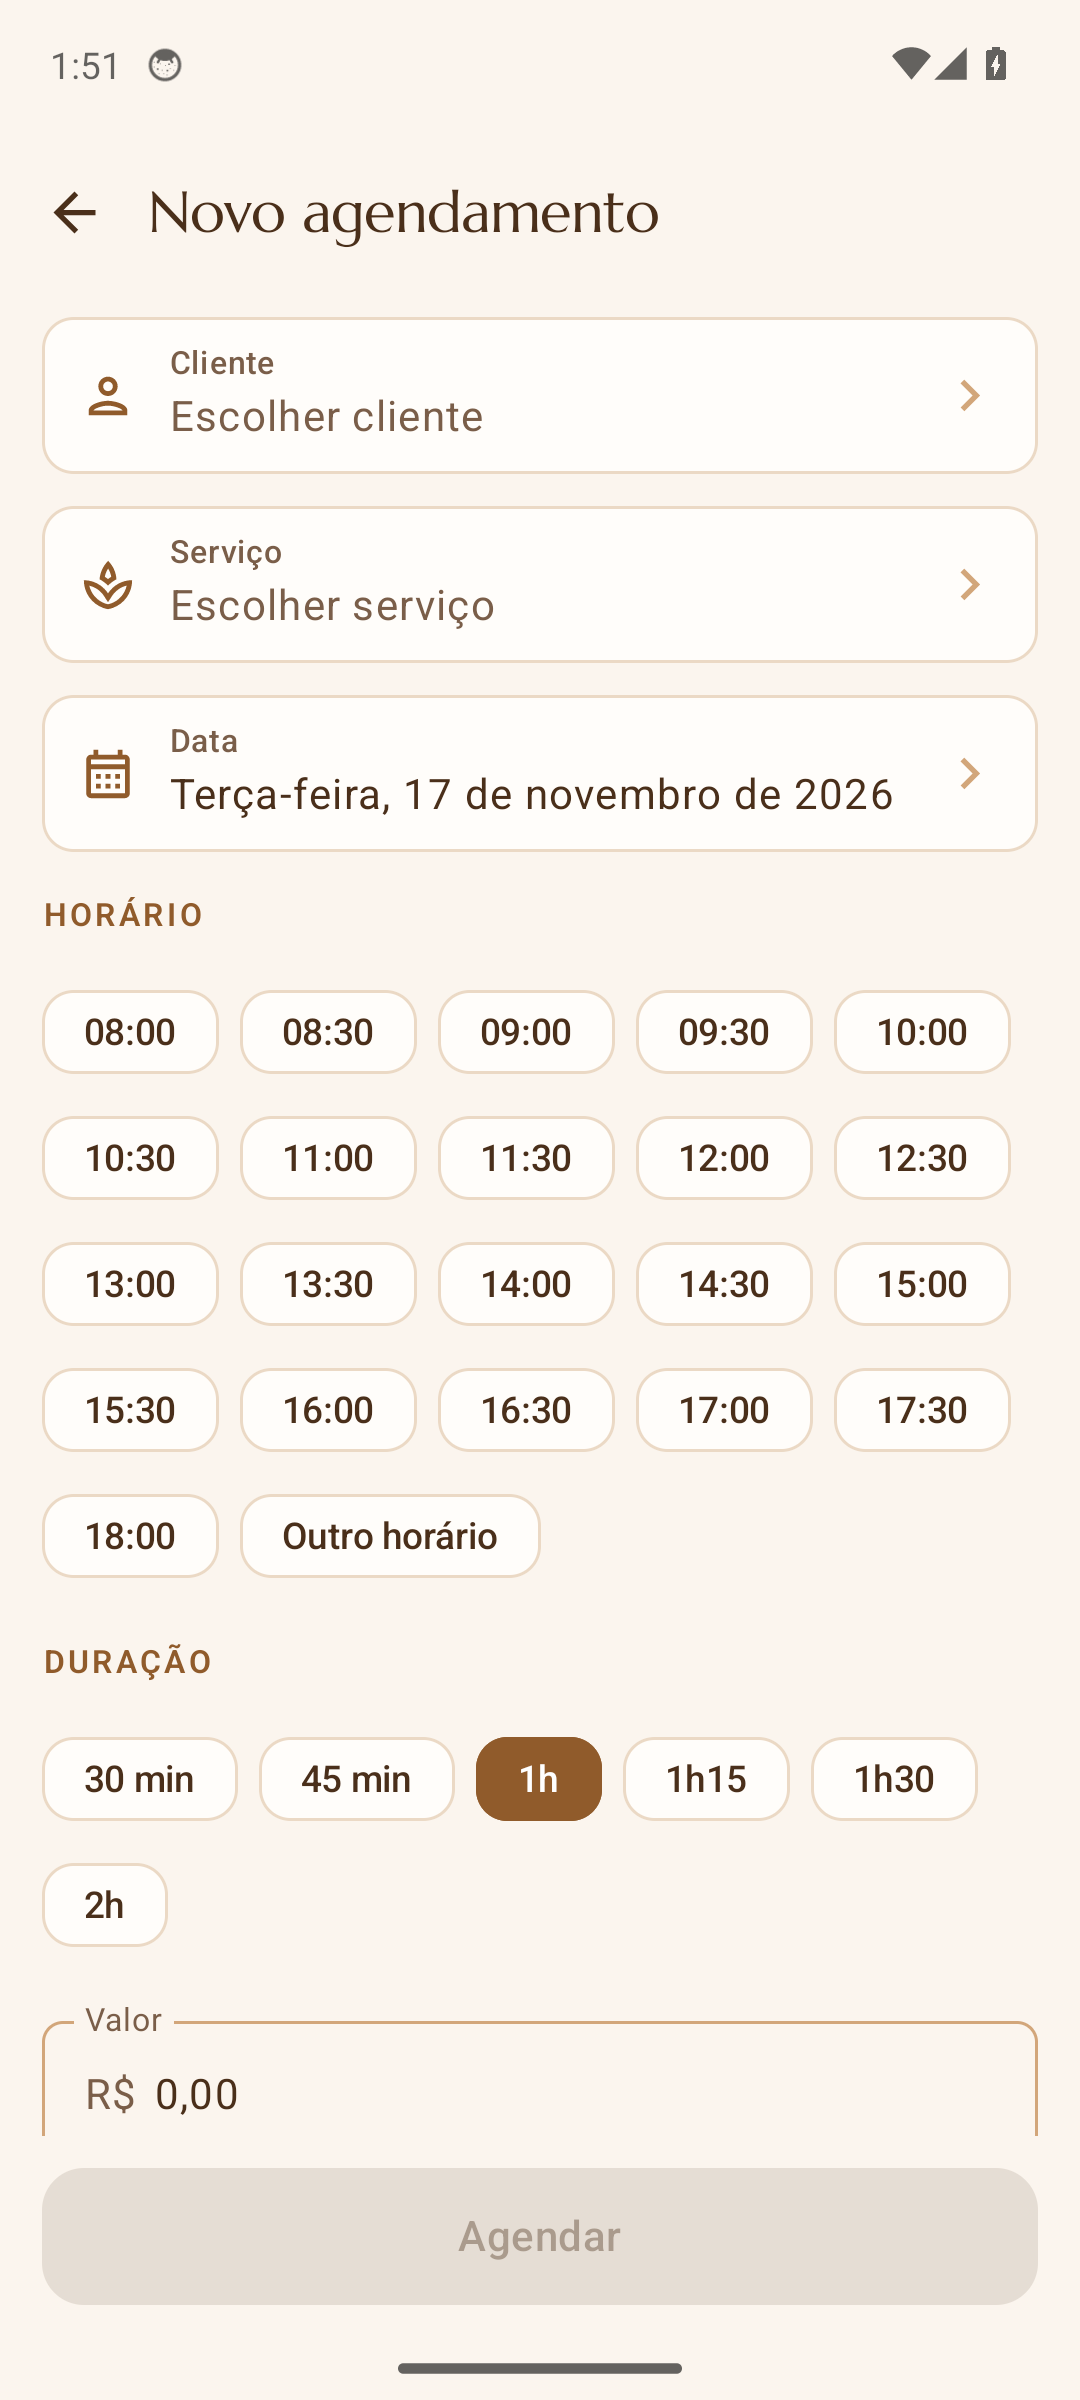 1:51
Novo agendamento
Cliente
Escolher cliente
Serviço
Escolher serviço
Data
Terça-feira, 17 de novembro de 2026
HORÁRIO
08:00 08:30 09:00 09:30 10:00
10:30 11:00 11:30 12:00 12:30
13:00 13:30 14:00 14:30 15:00
15:30 16:00 16:30 17:00 17:30
18:00 Outro horário
DURAÇÃO
30 min 45 min 1h 1h15 1h30
2h
Valor
R$ 0,00
Agendar